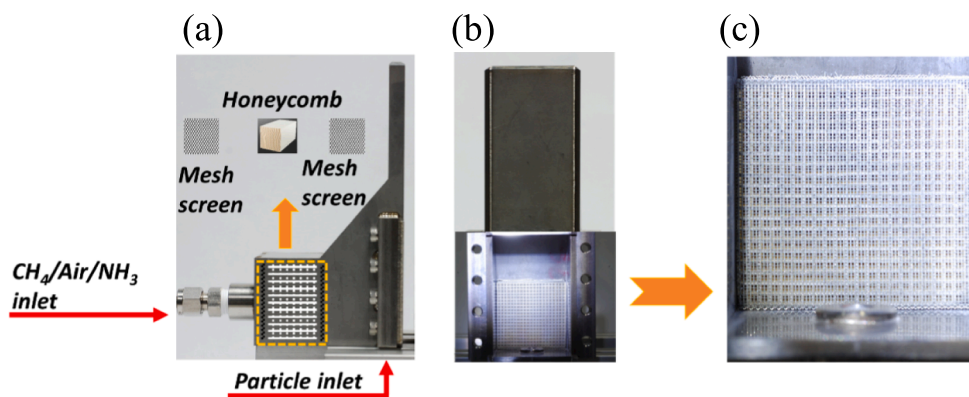 (a)
(b)
(c)
Honeycomb
Mesh
screen
Mesh
screen
CH₄/Air/NH₃
inlet
Particle inlet